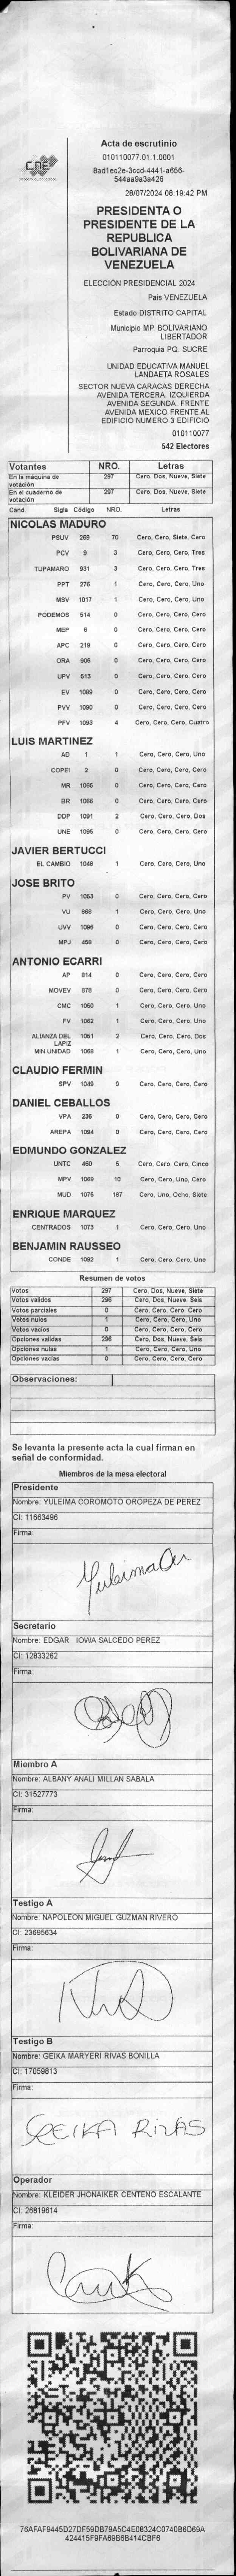 CNE
Acta de escrutinio
010110077.01.1.0001
8ad1ec2e-3ccd-4441-a656-
544aa9a3a426
28/07/2024 08:19:42 PM
PRESIDENTA O
PRESIDENTE DE LA
REPUBLICA
BOLIVARIANA DE
VENEZUELA
ELECCIÓN PRESIDENCIAL 2024
Pais VENEZUELA
Estado DISTRITO CAPITAL
Municipio MP. BOLIVARIANO
LIBERTADOR
Parroquia PQ. SUCRE
UNIDAD EDUCATIVA MANUEL
LANDAETA ROSALES
SECTOR NUEVA CARACAS DERECHA
AVENIDA TERCERA. IZQUIERDA
AVENIDA SEGUNDA. FRENTE
AVENIDA MEXICO FRENTE AL
EDIFICIO NUMERO 3 EDIFICIO
010110077
542 Electores
Votantes NRO. Letras
En la máquina de votación 297 Cero, Dos, Nueve, Siete
En el cuaderno de votación 297 Cero, Dos, Nueve, Siete
Cand. Sigla Código NRO. Letras
NICOLAS MADURO
PSUV 269 70 Cero, Cero, Siete, Cero
PCV 9 3 Cero, Cero, Cero, Tres
TUPAMARO 931 3 Cero, Cero, Cero, Tres
PPT 276 1 Cero, Cero, Cero, Uno
MSV 1017 1 Cero, Cero, Cero, Uno
PODEMOS 514 0 Cero, Cero, Cero, Cero
MEP 6 0 Cero, Cero, Cero, Cero
APC 219 0 Cero, Cero, Cero, Cero
ORA 906 0 Cero, Cero, Cero, Cero
UPV 513 0 Cero, Cero, Cero, Cero
EV 1089 0 Cero, Cero, Cero, Cero
PVV 1090 0 Cero, Cero, Cero, Cero
PFV 1093 4 Cero, Cero, Cero, Cuatro
LUIS MARTINEZ
AD 1 1 Cero, Cero, Cero, Uno
COPEI 2 0 Cero, Cero, Cero, Cero
MR 1065 0 Cero, Cero, Cero, Cero
BR 1066 0 Cero, Cero, Cero, Cero
DDP 1091 2 Cero, Cero, Cero, Dos
UNE 1095 0 Cero, Cero, Cero, Cero
JAVIER BERTUCCI
EL CAMBIO 1048 1 Cero, Cero, Cero, Uno
JOSE BRITO
PV 1053 0 Cero, Cero, Cero, Cero
VU 868 1 Cero, Cero, Cero, Uno
UVV 1096 0 Cero, Cero, Cero, Cero
MPJ 458 0 Cero, Cero, Cero, Cero
ANTONIO ECARRI
AP 814 0 Cero, Cero, Cero, Cero
MOVEV 878 0 Cero, Cero, Cero, Cero
CMC 1050 1 Cero, Cero, Cero, Uno
FV 1062 1 Cero, Cero, Cero, Uno
ALIANZA DEL LAPIZ 1051 2 Cero, Cero, Cero, Dos
MIN UNIDAD 1068 1 Cero, Cero, Cero, Uno
CLAUDIO FERMIN
SPV 1049 0 Cero, Cero, Cero, Cero
DANIEL CEBALLOS
VPA 236 0 Cero, Cero, Cero, Cero
AREPA 1094 0 Cero, Cero, Cero, Cero
EDMUNDO GONZALEZ
UNTC 460 5 Cero, Cero, Cero, Cinco
MPV 1069 10 Cero, Cero, Uno, Cero
MUD 1075 187 Cero, Uno, Ocho, Siete
ENRIQUE MARQUEZ
CENTRADOS 1073 1 Cero, Cero, Cero, Uno
BENJAMIN RAUSSEO
CONDE 1092 1 Cero, Cero, Cero, Uno
Resumen de votos
Votos 297 Cero, Dos, Nueve, Siete
Votos validos 296 Cero, Dos, Nueve, Seis
Votos parciales 0 Cero, Cero, Cero, Cero
Votos nulos 1 Cero, Cero, Cero, Uno
Votos vacios 0 Cero, Cero, Cero, Cero
Opciones validas 296 Cero, Dos, Nueve, Seis
Opciones nulas 1 Cero, Cero, Cero, Uno
Opciones vacias 0 Cero, Cero, Cero, Cero
Observaciones:
Se levanta la presente acta la cual firman en
señal de conformidad.
Miembros de la mesa electoral
Presidente
Nombre: YULEIMA COROMOTO OROPEZA DE PEREZ
CI: 11663496
Firma:
Secretario
Nombre: EDGAR IOWA SALCEDO PEREZ
CI: 12833262
Firma:
Miembro A
Nombre: ALBANY ANALI MILLAN SABALA
CI: 31527773
Firma:
Testigo A
Nombre: NAPOLEON MIGUEL GUZMAN RIVERO
CI: 23695634
Firma:
Testigo B
Nombre: GEIKA MARYERI RIVAS BONILLA
CI: 17059813
Firma:
GEIKA RIVAS
Operador
Nombre: KLEIDER JHONAIKER CENTENO ESCALANTE
CI: 26819614
Firma:
76AFAF9445D27DF59DB79A5C4E08324C0740B6D69A
424415F9FA69B6B414CBF6